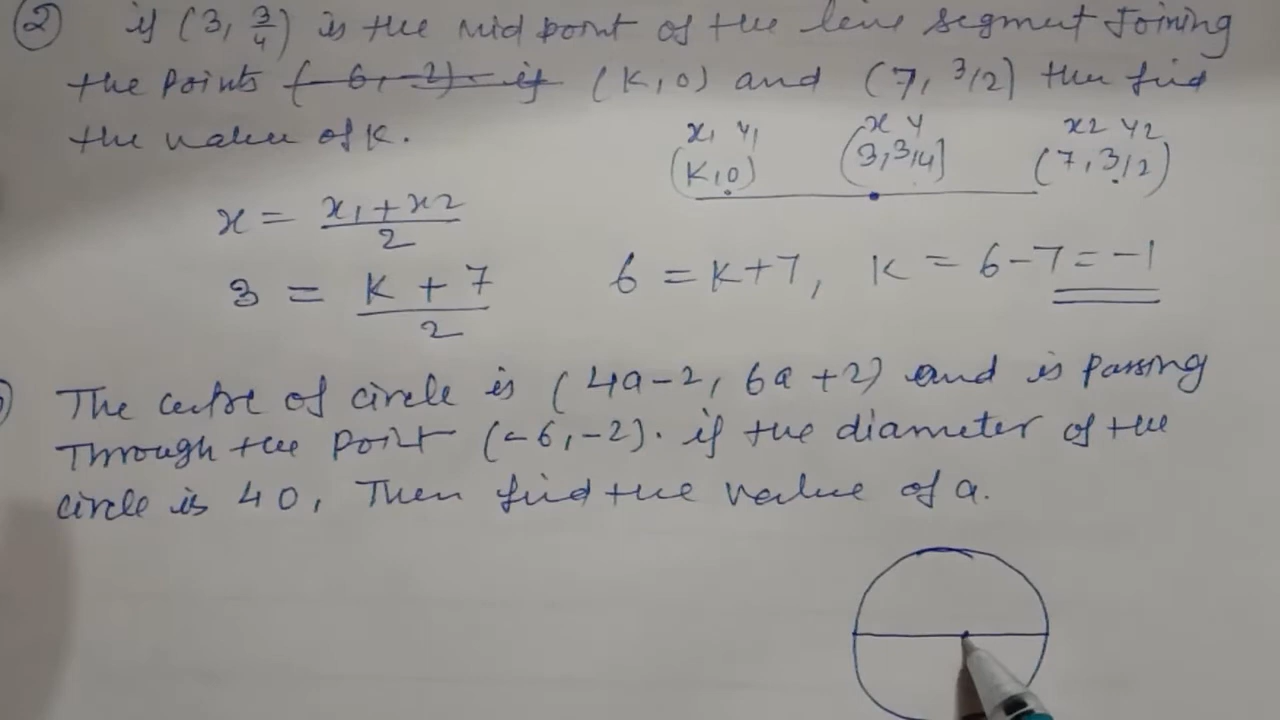 ② if (3, 3/4) is the mid point of the line segment Joining
the points (-6, -2). if (K, 0) and (7, 3/2) then find
the value of K.
x₁ y₁ x y x2 y2
(K, 0) (3, 3/4) (7, 3/2)
x = x₁ + x2 / 2
3 = K + 7 / 2 6 = K + 7, K = 6 - 7 = -1
The centre of circle is (4a-2, 6a+2) and is passing
Through the point (-6, -2). if the diameter of the
circle is 40, Then find the value of a.